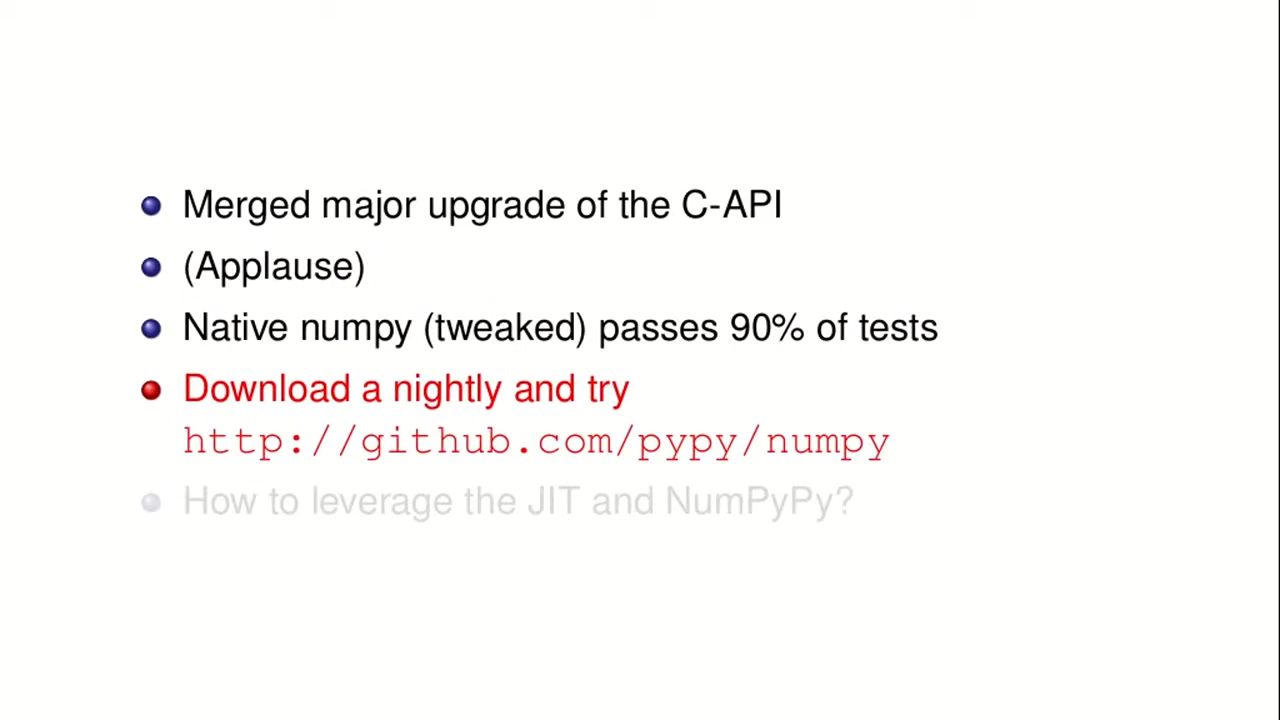 Merged major upgrade of the C-API
(Applause)
Native numpy (tweaked) passes 90% of tests
Download a nightly and try
http://github.com/pypy/numpy
How to leverage the JIT and NumPyPy?